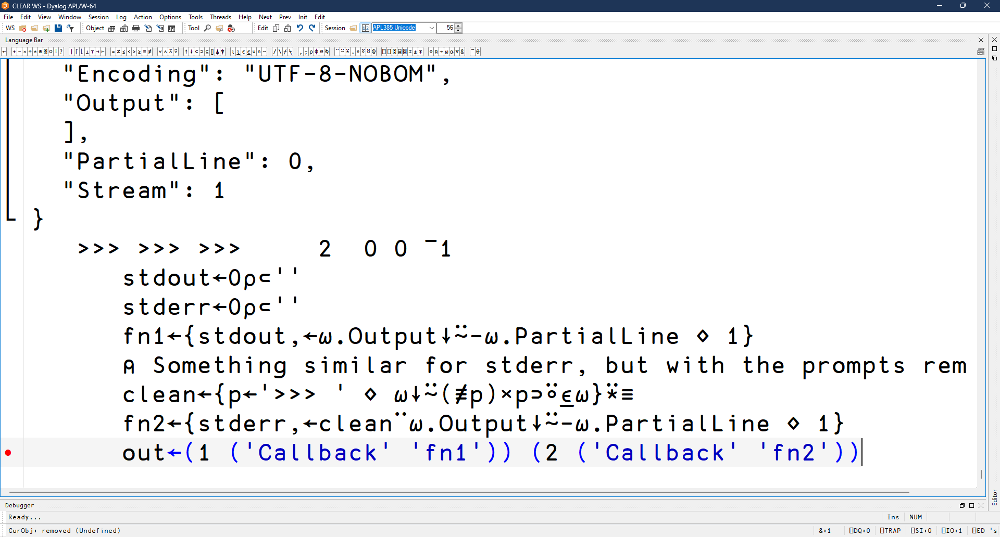 CLEAR WS - Dyalog APL/W-64
File Edit View Window Session Log Action Options Tools Threads Help Next Prev Init Edit
WS Object Tool Edit Session APL385 Unicode 56
Language Bar
"Encoding": "UTF-8-NOBOM",
"Output": [
],
"PartialLine": 0,
"Stream": 1
}
>>> >>> >>> 2 0 0 ¯1
stdout←0⍴⊂''
stderr←0⍴⊂''
fn1←{stdout,←⍵.Output↓⍨-⍵.PartialLine ⋄ 1}
⍝ Something similar for stderr, but with the prompts rem
clean←{p←'>>> ' ⋄ ⍵↓⍨(≢p)×p⊃⍥⍷⍵}⍣≡
fn2←{stderr,←clean¨⍵.Output↓⍨-⍵.PartialLine ⋄ 1}
out←(1 ('Callback' 'fn1')) (2 ('Callback' 'fn2'))
Editor
Debugger
Ready...
Ins NUM
CurObj: removed (Undefined)
&:1 ⎕DQ:0 ⎕TRAP ⎕SI:0 ⎕IO:1 ⎕ED 's